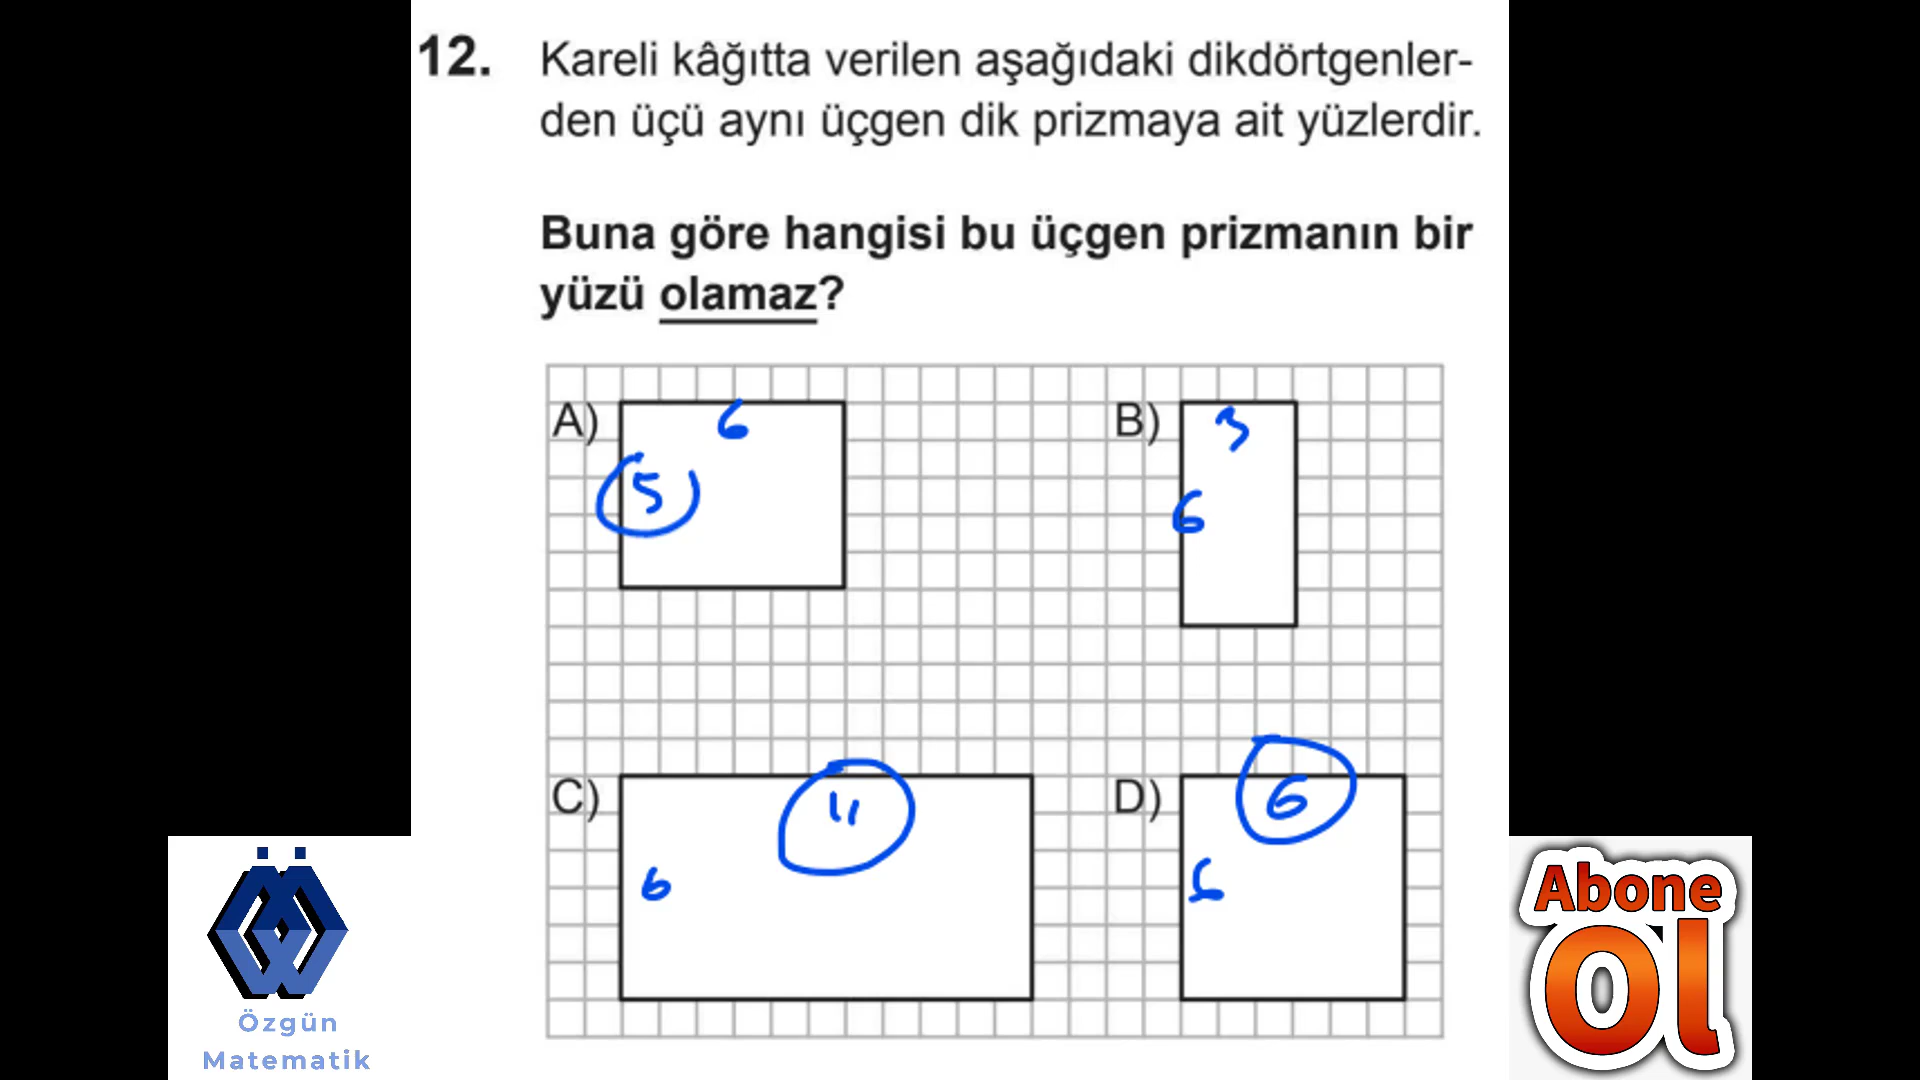 12. Kareli kâğıtta verilen aşağıdaki dikdörtgenler-
den üçü aynı üçgen dik prizmaya ait yüzlerdir.
Buna göre hangisi bu üçgen prizmanın bir
yüzü olamaz?
A) 6
5
B) 3
6
C) 11
6
D) 6
6
Özgün
Matematik
Abone
Ol